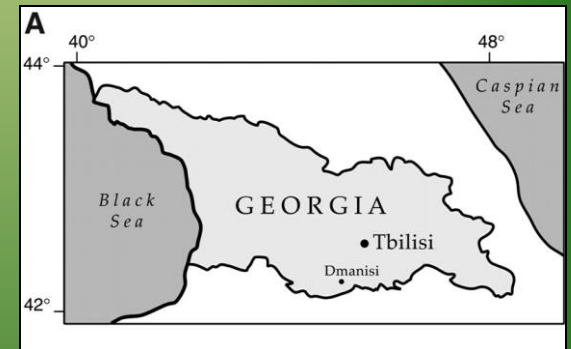 A
40°
48°
44°
Caspian
Sea
Black
Sea
GEORGIA
Tbilisi
Dmanisi
42°